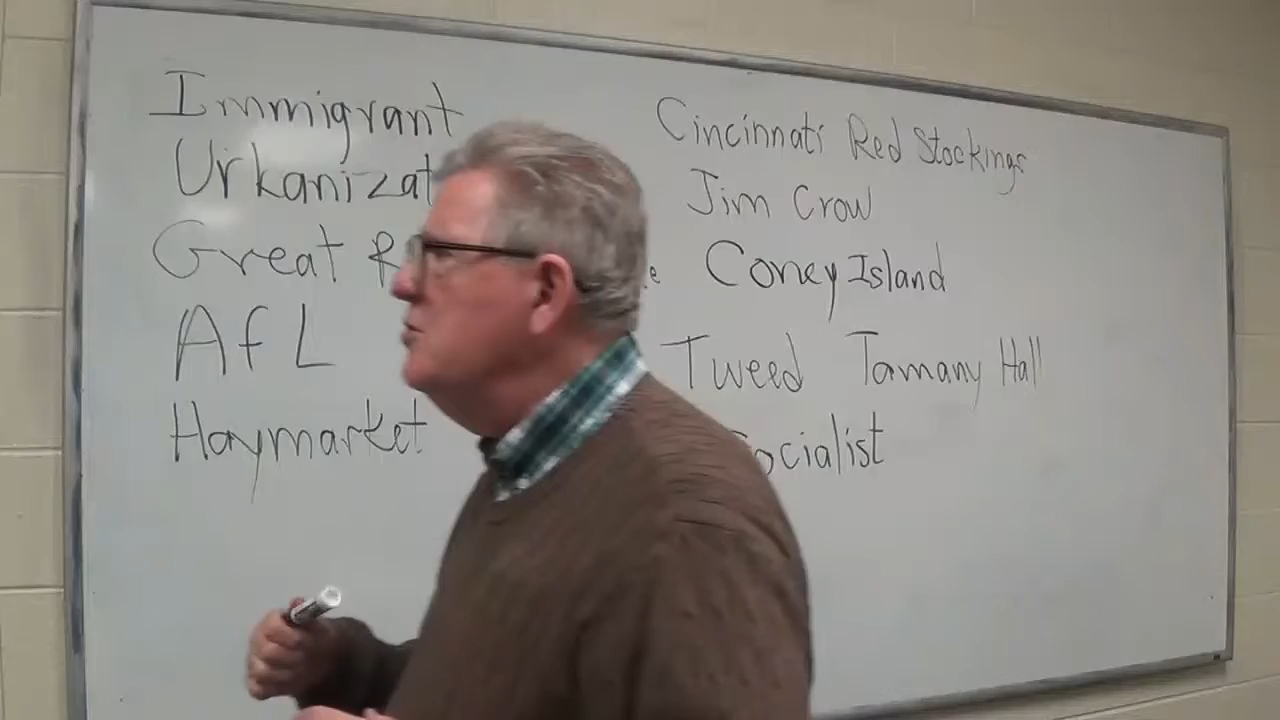 Immigrant
Urkanizat
Great R
AfL
Haymarket
Cincinnati Red Stockings
Jim Crow
Coney Island
Tweed Tamany Hall
ocialist